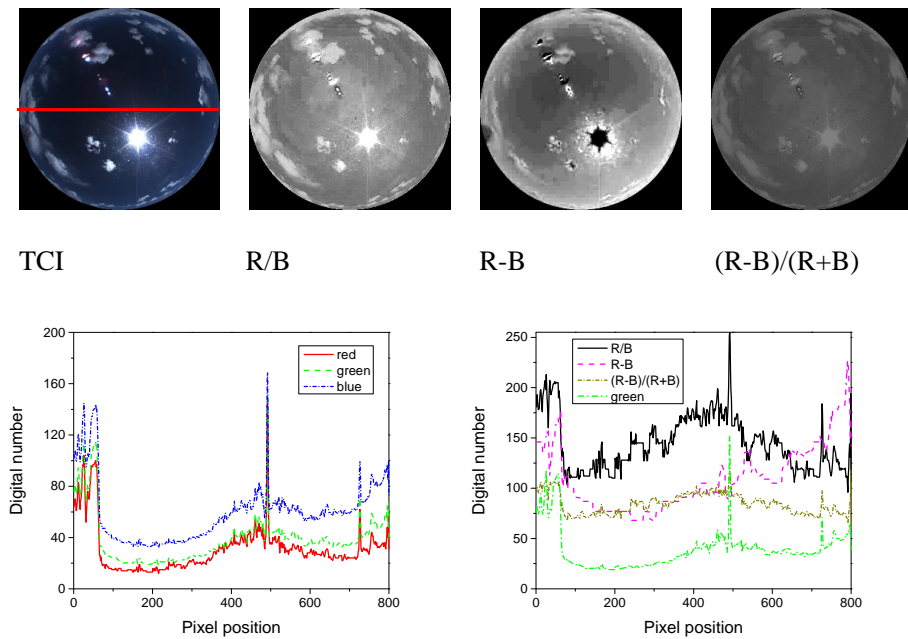 TCI R/B R-B (R-B)/(R+B)
200
160
120
80
40
0
0 200 400 600 800
Digital number
Pixel position
red
green
blue
250
200
150
100
50
0
0 200 400 600 800
Digital number
Pixel position
R/B
R-B
(R-B)/(R+B)
green